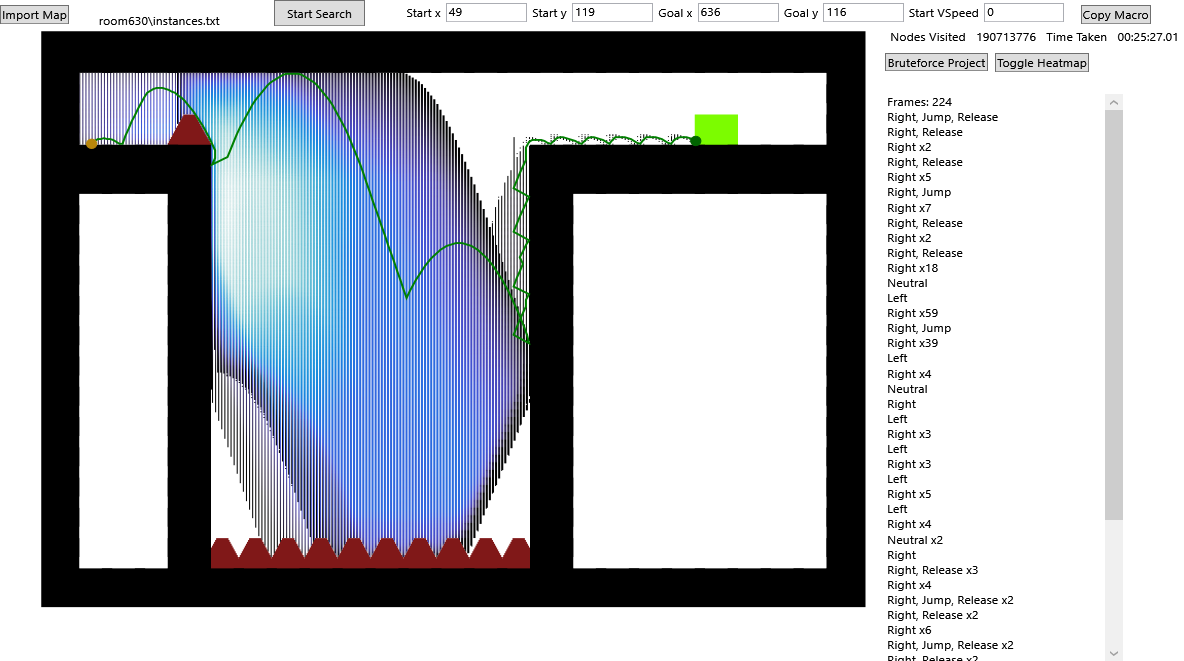 Import Map
room630\instances.txt
Start Search
Start x 49 Start y 119 Goal x 636 Goal y 116 Start VSpeed 0
Copy Macro
Nodes Visited 190713776 Time Taken 00:25:27.01
Bruteforce Project Toggle Heatmap
Frames: 224
Right, Jump, Release
Right, Release
Right x2
Right, Release
Right x5
Right, Jump
Right x7
Right, Release
Right x2
Right, Release
Right x18
Neutral
Left
Right x59
Right, Jump
Right x39
Left
Right x4
Neutral
Right
Left
Right x3
Left
Right x3
Left
Right x5
Left
Right x4
Neutral x2
Right
Right, Release x3
Right x4
Right, Jump, Release x2
Right, Release x2
Right x6
Right, Jump, Release x2
Right, Release x2